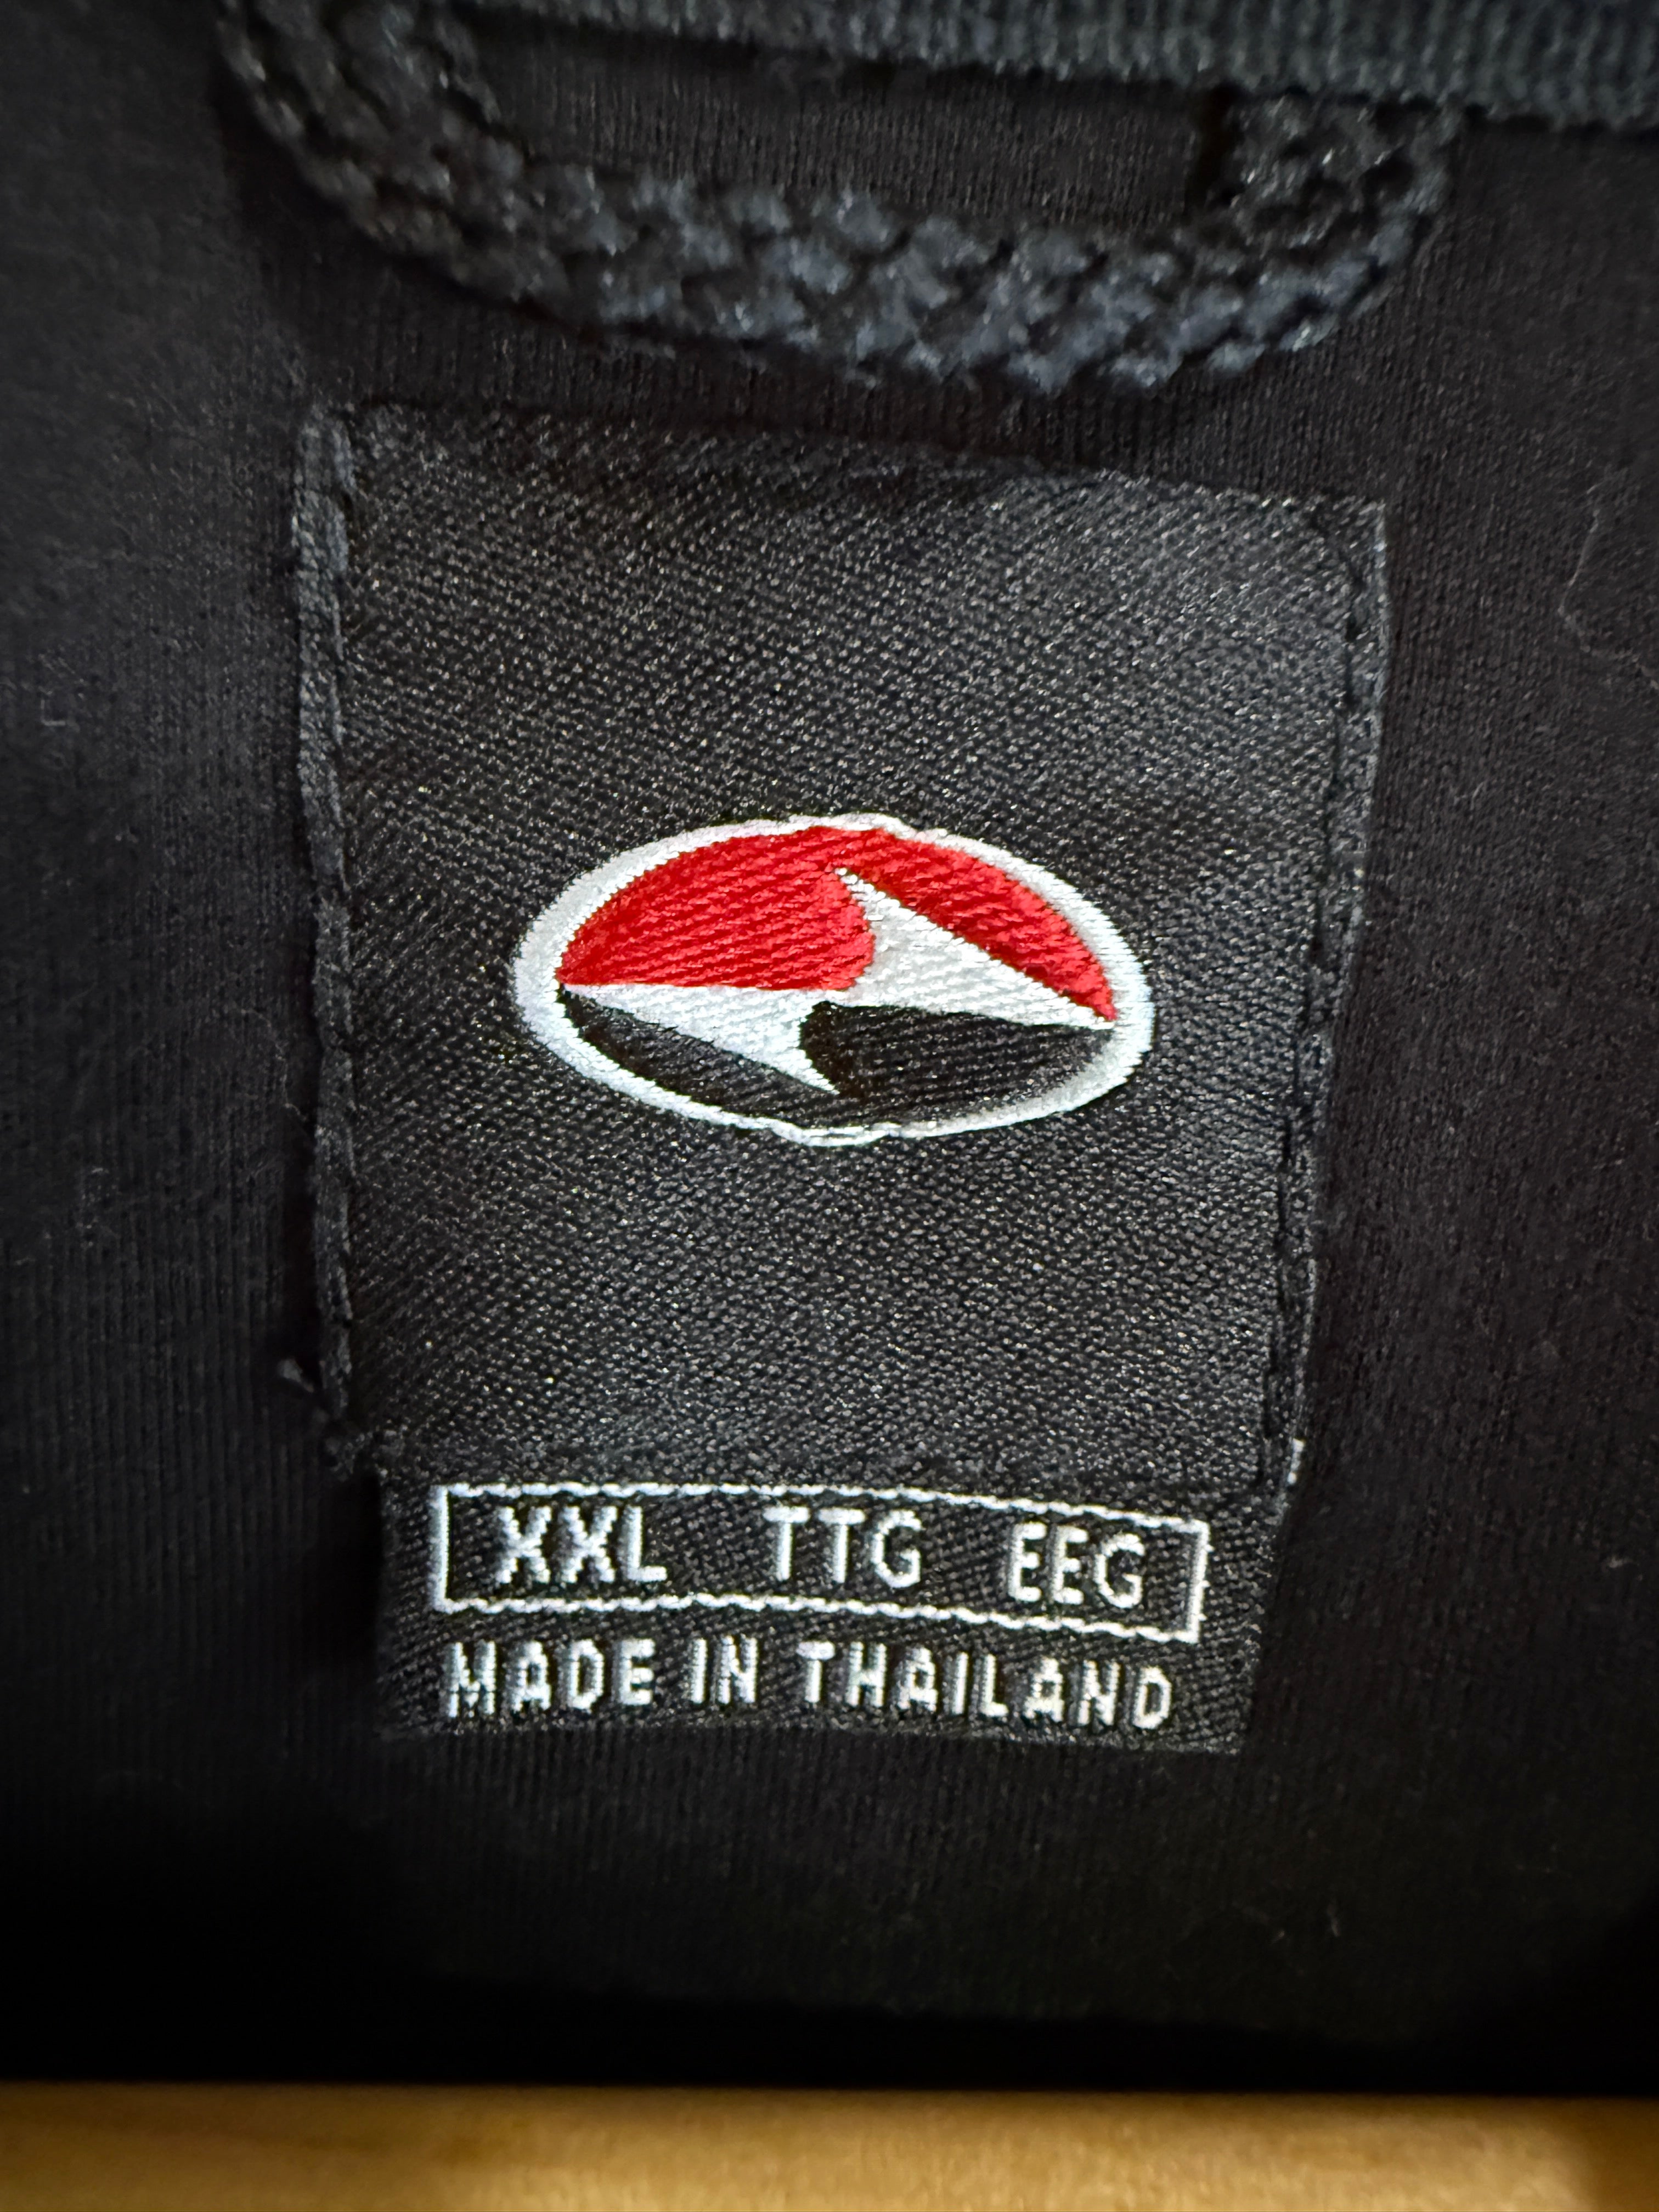 XXL TTG EEG
MADE IN THAILAND